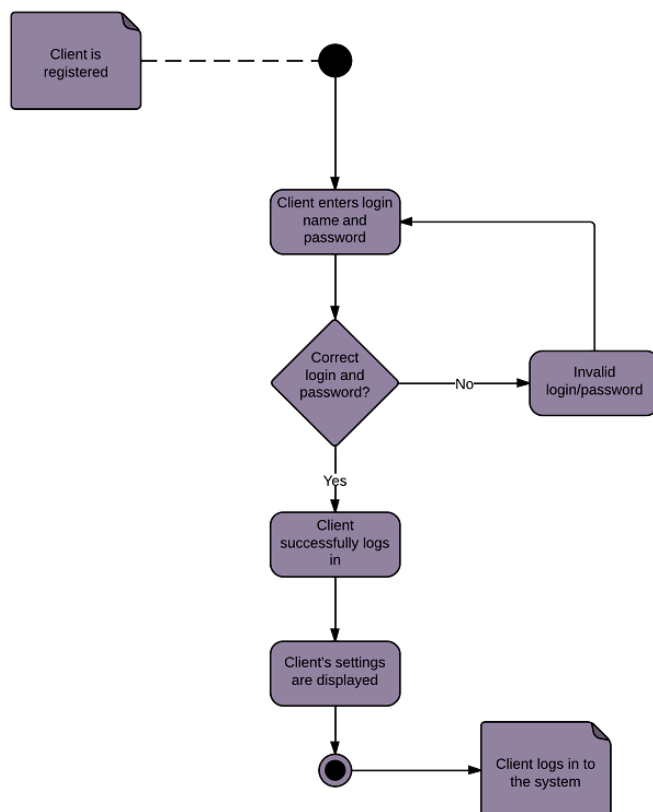 Client is
registered
Client enters login
name and
password
Correct
login and
password?
No
Invalid
login/password
Yes
Client
successfully logs
in
Client's settings
are displayed
Client logs in to
the system